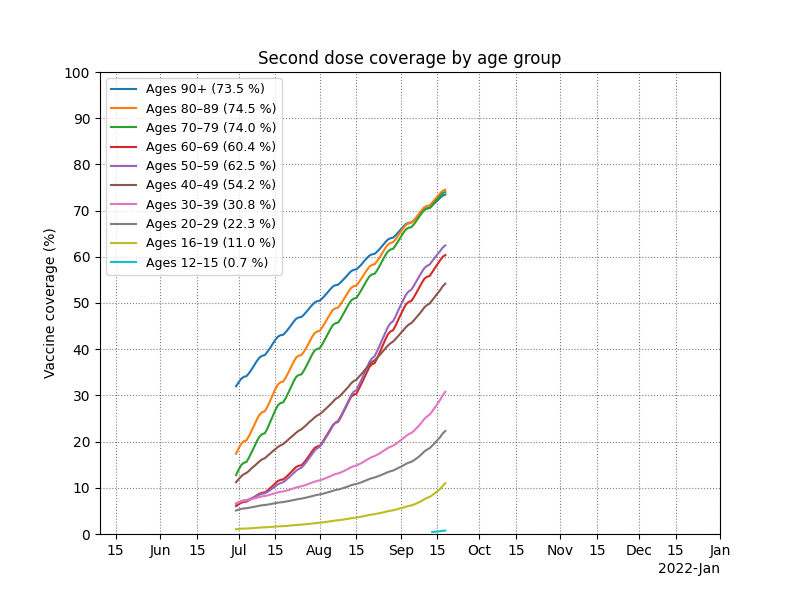 Second dose coverage by age group
Vaccine coverage (%)
100
90
80
70
60
50
40
30
20
10
0
Ages 90+ (73.5 %)
Ages 80–89 (74.5 %)
Ages 70–79 (74.0 %)
Ages 60–69 (60.4 %)
Ages 50–59 (62.5 %)
Ages 40–49 (54.2 %)
Ages 30–39 (30.8 %)
Ages 20–29 (22.3 %)
Ages 16–19 (11.0 %)
Ages 12–15 (0.7 %)
15 Jun 15 Jul 15 Aug 15 Sep 15 Oct 15 Nov 15 Dec 15 Jan
2022-Jan